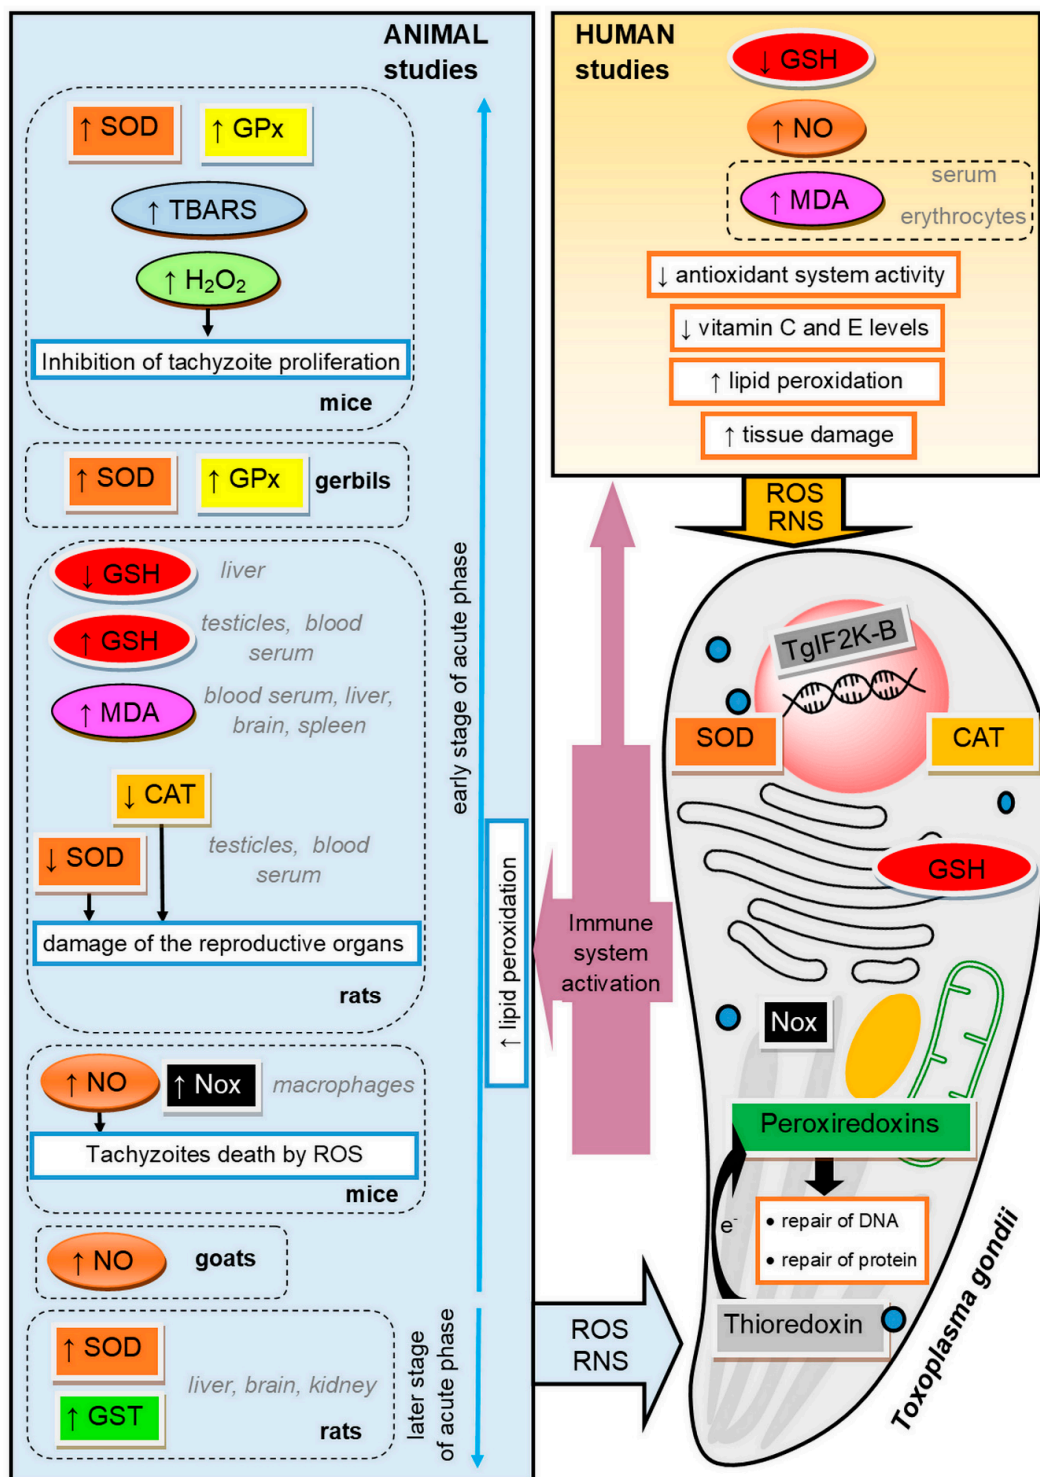 ANIMAL
studies
↑ SOD
↑ GPx
↑ TBARS
↑ H₂O₂
Inhibition of tachyzoite proliferation
mice
↑ SOD
↑ GPx
gerbils
↓ GSH
liver
↑ GSH
testicles, blood
serum
↑ MDA
blood serum, liver,
brain, spleen
↓ CAT
↓ SOD
testicles, blood
serum
damage of the reproductive organs
rats
↑ NO
↑ Nox
macrophages
Tachyzoites death by ROS
mice
↑ NO
goats
↑ SOD
↑ GST
liver, brain, kidney
rats
early stage of acute phase
later stage
of acute phase
↑ lipid peroxidation
HUMAN
studies
↓ GSH
↑ NO
↑ MDA
serum
erythrocytes
↓ antioxidant system activity
↓ vitamin C and E levels
↑ lipid peroxidation
↑ tissue damage
ROS
RNS
Immune
system
activation
ROS
RNS
TgIF2K-B
SOD
CAT
GSH
Nox
Peroxiredoxins
e⁻
● repair of DNA
● repair of protein
Thioredoxin
Toxoplasma gondii